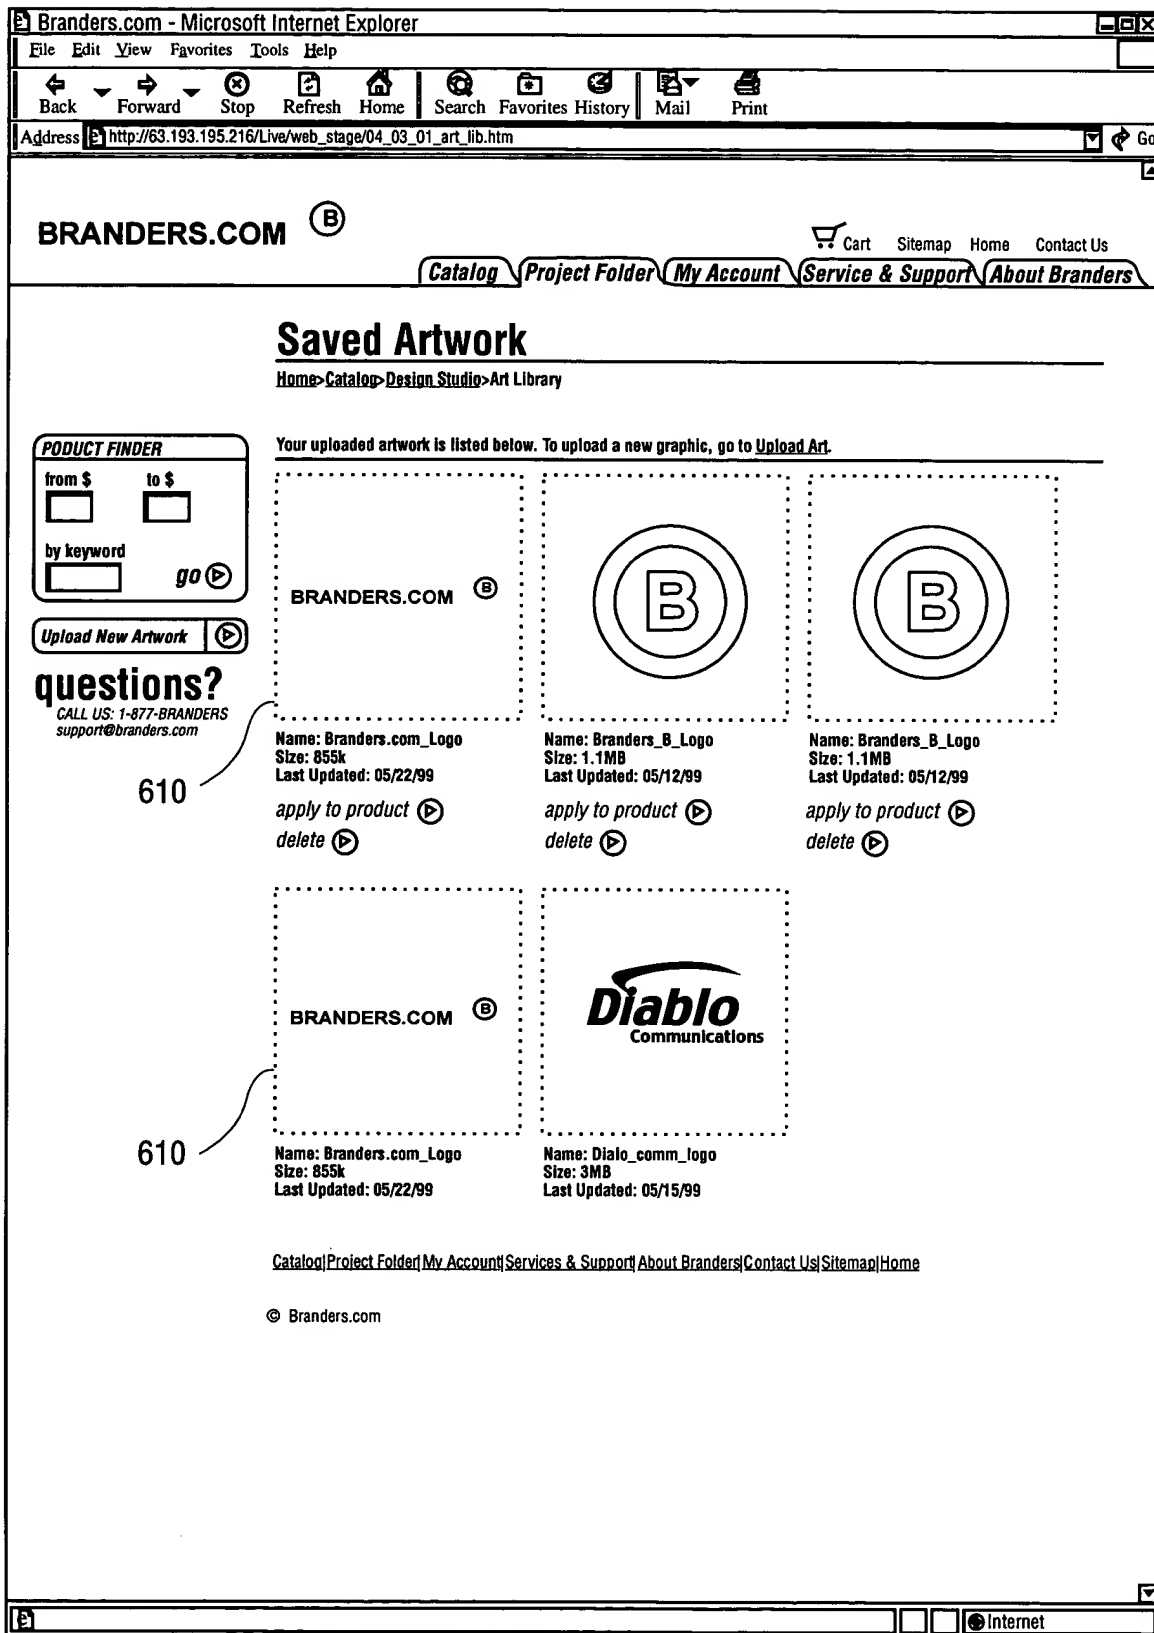 Branders.com - Microsoft Internet Explorer
File Edit View Favorites Tools Help
Back Forward Stop Refresh Home Search Favorites History Mail Print
Address http://63.193.195.216/Live/web_stage/04_03_01_art_lib.htm Go
BRANDERS.COM B
Cart Sitemap Home Contact Us
Catalog Project Folder My Account Service & Support About Branders
Saved Artwork
Home>Catalog>Design Studio>Art Library
PODUCT FINDER
from $ to $
by keyword
go
Upload New Artwork
questions?
CALL US: 1-877-BRANDERS
support@branders.com
Your uploaded artwork is listed below. To upload a new graphic, go to Upload Art.
BRANDERS.COM B
B
B
610
Name: Branders.com_Logo
Size: 855k
Last Updated: 05/22/99
apply to product
delete
Name: Branders_B_Logo
Size: 1.1MB
Last Updated: 05/12/99
apply to product
delete
Name: Branders_B_Logo
Size: 1.1MB
Last Updated: 05/12/99
apply to product
delete
BRANDERS.COM B
Diablo
Communications
610
Name: Branders.com_Logo
Size: 855k
Last Updated: 05/22/99
Name: Dialo_comm_logo
Size: 3MB
Last Updated: 05/15/99
Catalog|Project Folder|My Account|Services & Support|About Branders|Contact Us|Sitemap|Home
© Branders.com
Internet